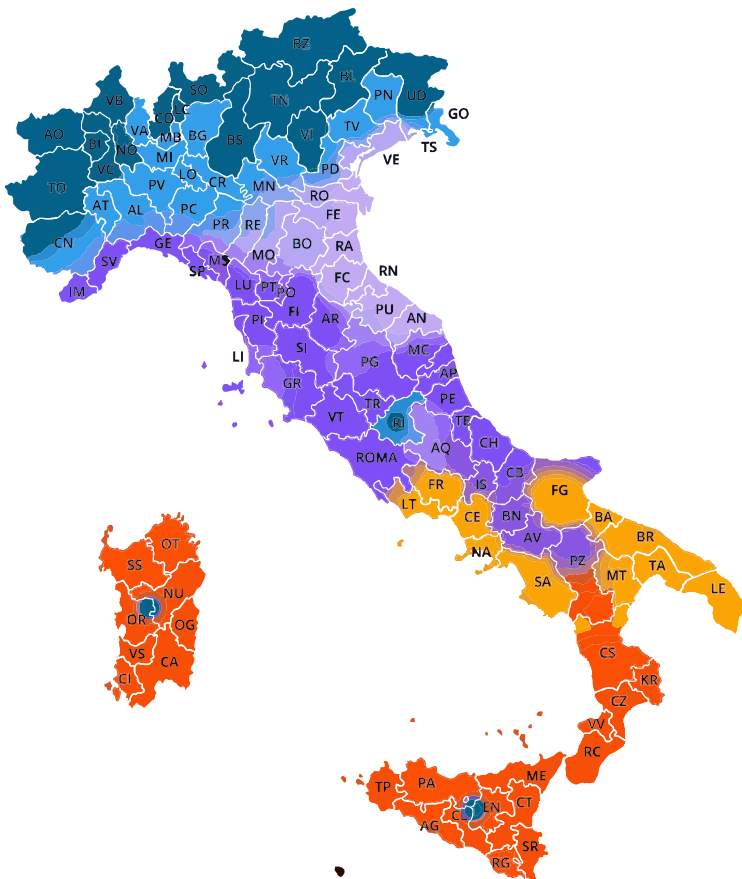 BZ
BL
SO
TN
PN
UD
VB
LC
CO
GO
AO
VA
MB
BG
BS
VI
TV
TS
BI
NO
MI
VR
VE
VC
LO
PD
TO
PV
CR
MN
RO
AT
AL
PC
FE
PR
RE
CN
GE
MO
BO
RA
SV
MS
SP
FC
RN
IM
LU
PT
PO
PI
FI
AR
PU
AN
LI
SI
PG
MC
GR
AP
TR
PE
VT
RI
TE
AQ
CH
ROMA
CB
FR
IS
FG
LT
CE
BN
BA
AV
BR
NA
PZ
TA
SA
MT
LE
OT
SS
NU
OR
OG
VS
CA
CI
CS
KR
CZ
VV
RC
ME
TP
PA
CT
EN
AG
SR
RG